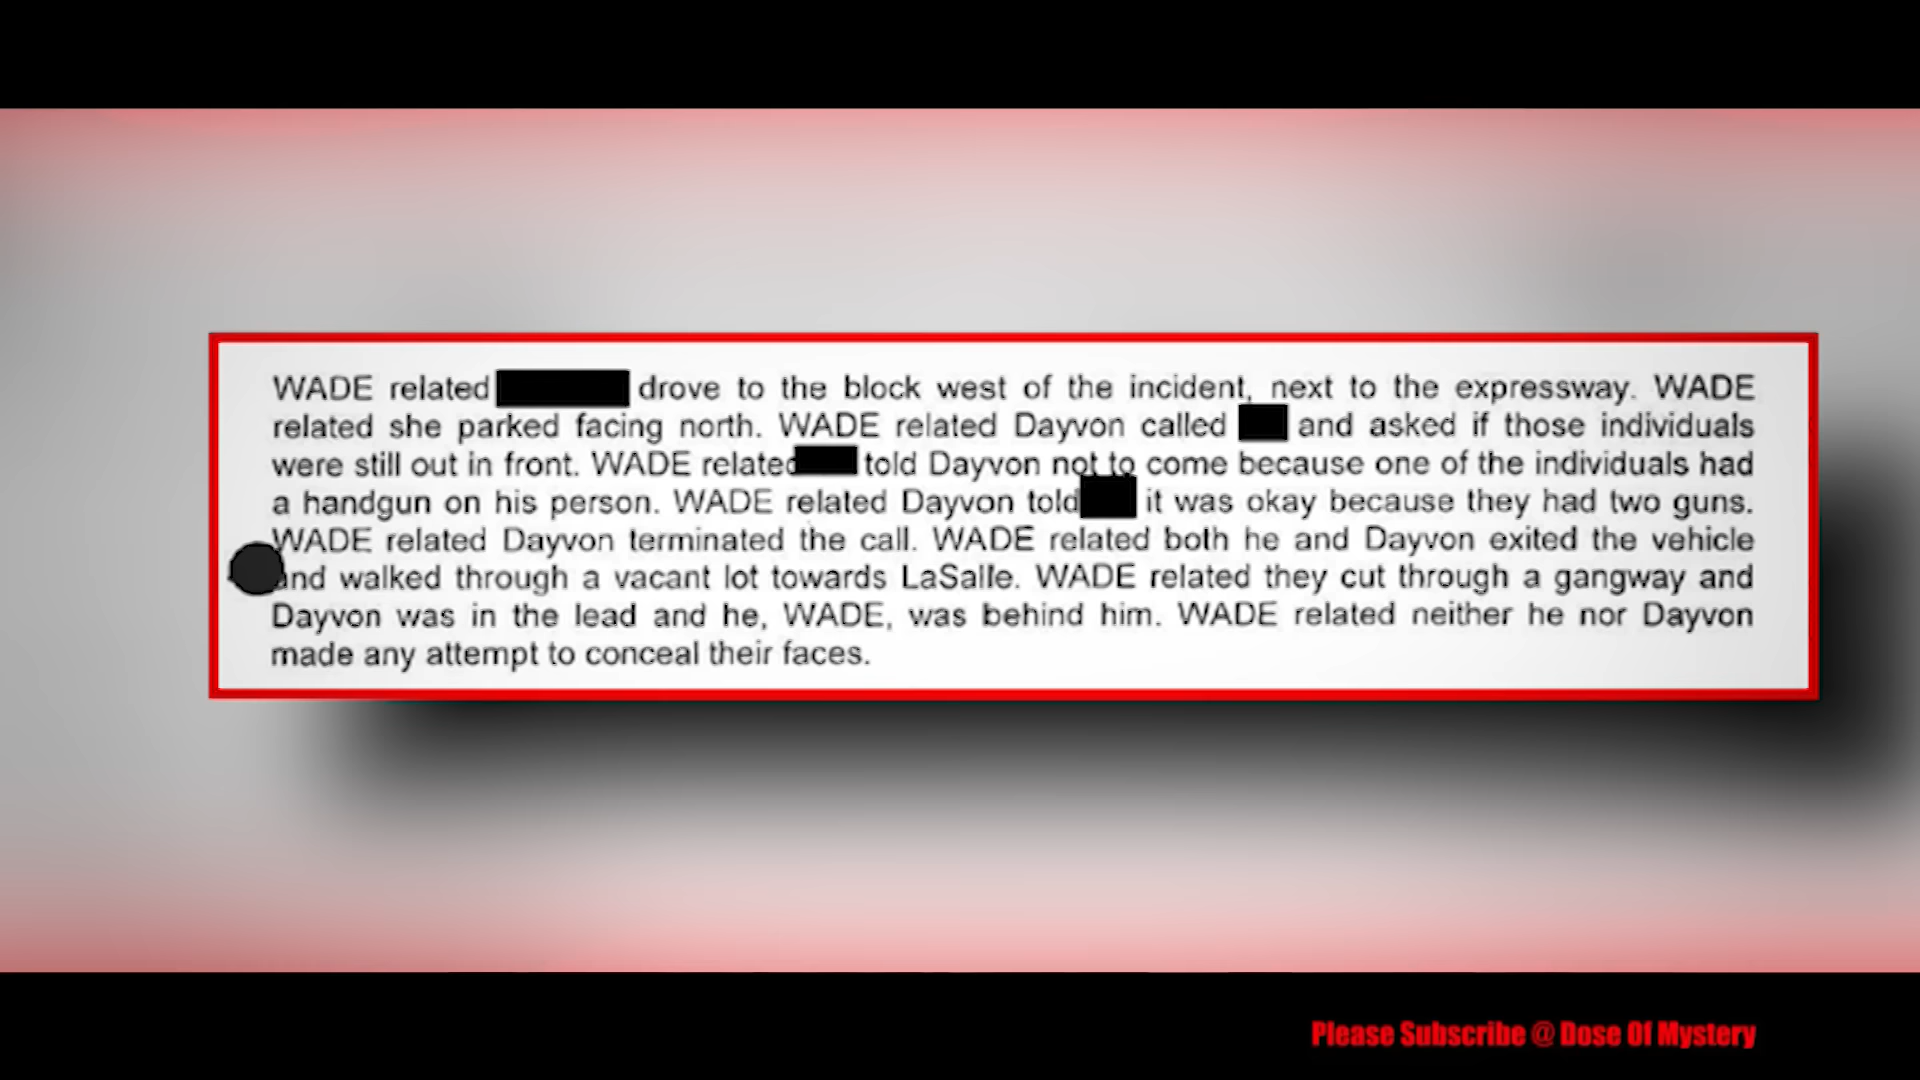 WADE related drove to the block west of the incident, next to the expressway. WADE
related she parked facing north. WADE related Dayvon called and asked if those individuals
were still out in front. WADE related told Dayvon not to come because one of the individuals had
a handgun on his person. WADE related Dayvon told it was okay because they had two guns.
WADE related Dayvon terminated the call. WADE related both he and Dayvon exited the vehicle
and walked through a vacant lot towards LaSalle. WADE related they cut through a gangway and
Dayvon was in the lead and he, WADE, was behind him. WADE related neither he nor Dayvon
made any attempt to conceal their faces.
Please Subscribe @ Dose Of Mystery